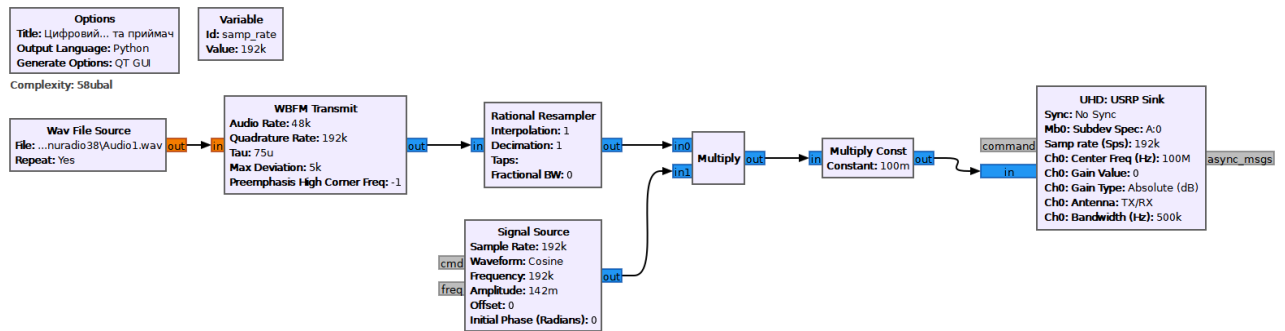 Options
Title: Цифровий... та приймач
Output Language: Python
Generate Options: QT GUI
Complexity: 58ubal
Variable
Id: samp_rate
Value: 192k
Wav File Source
File: ...nuradio38\Audio1.wav
Repeat: Yes
out
in
WBFM Transmit
Audio Rate: 48k
Quadrature Rate: 192k
Tau: 75u
Max Deviation: 5k
Preemphasis High Corner Freq: -1
out
in
Rational Resampler
Interpolation: 1
Decimation: 1
Taps:
Fractional BW: 0
out
cmd
freq
Signal Source
Sample Rate: 192k
Waveform: Cosine
Frequency: 192k
Amplitude: 142m
Offset: 0
Initial Phase (Radians): 0
out
in0
in1
Multiply
out
in
Multiply Const
Constant: 100m
out
command
in
UHD: USRP Sink
Sync: No Sync
Mb0: Subdev Spec: A:0
Samp rate (Sps): 192k
Ch0: Center Freq (Hz): 100M
Ch0: Gain Value: 0
Ch0: Gain Type: Absolute (dB)
Ch0: Antenna: TX/RX
Ch0: Bandwidth (Hz): 500k
async_msgs